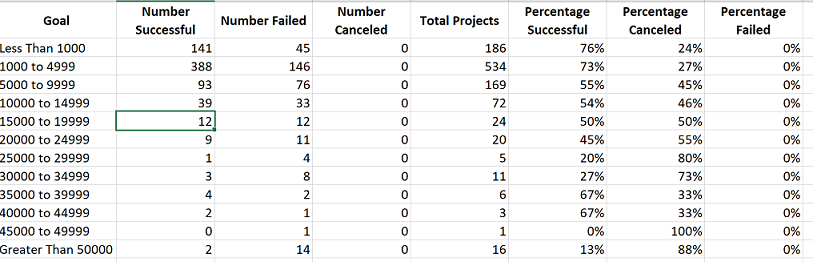 Goal Number Successful Number Failed Number Canceled Total Projects Percentage Successful Percentage Canceled Percentage Failed
Less Than 1000 141 45 0 186 76% 24% 0%
1000 to 4999 388 146 0 534 73% 27% 0%
5000 to 9999 93 76 0 169 55% 45% 0%
10000 to 14999 39 33 0 72 54% 46% 0%
15000 to 19999 12 12 0 24 50% 50% 0%
20000 to 24999 9 11 0 20 45% 55% 0%
25000 to 29999 1 4 0 5 20% 80% 0%
30000 to 34999 3 8 0 11 27% 73% 0%
35000 to 39999 4 2 0 6 67% 33% 0%
40000 to 44999 2 1 0 3 67% 33% 0%
45000 to 49999 0 1 0 1 0% 100% 0%
Greater Than 50000 2 14 0 16 13% 88% 0%